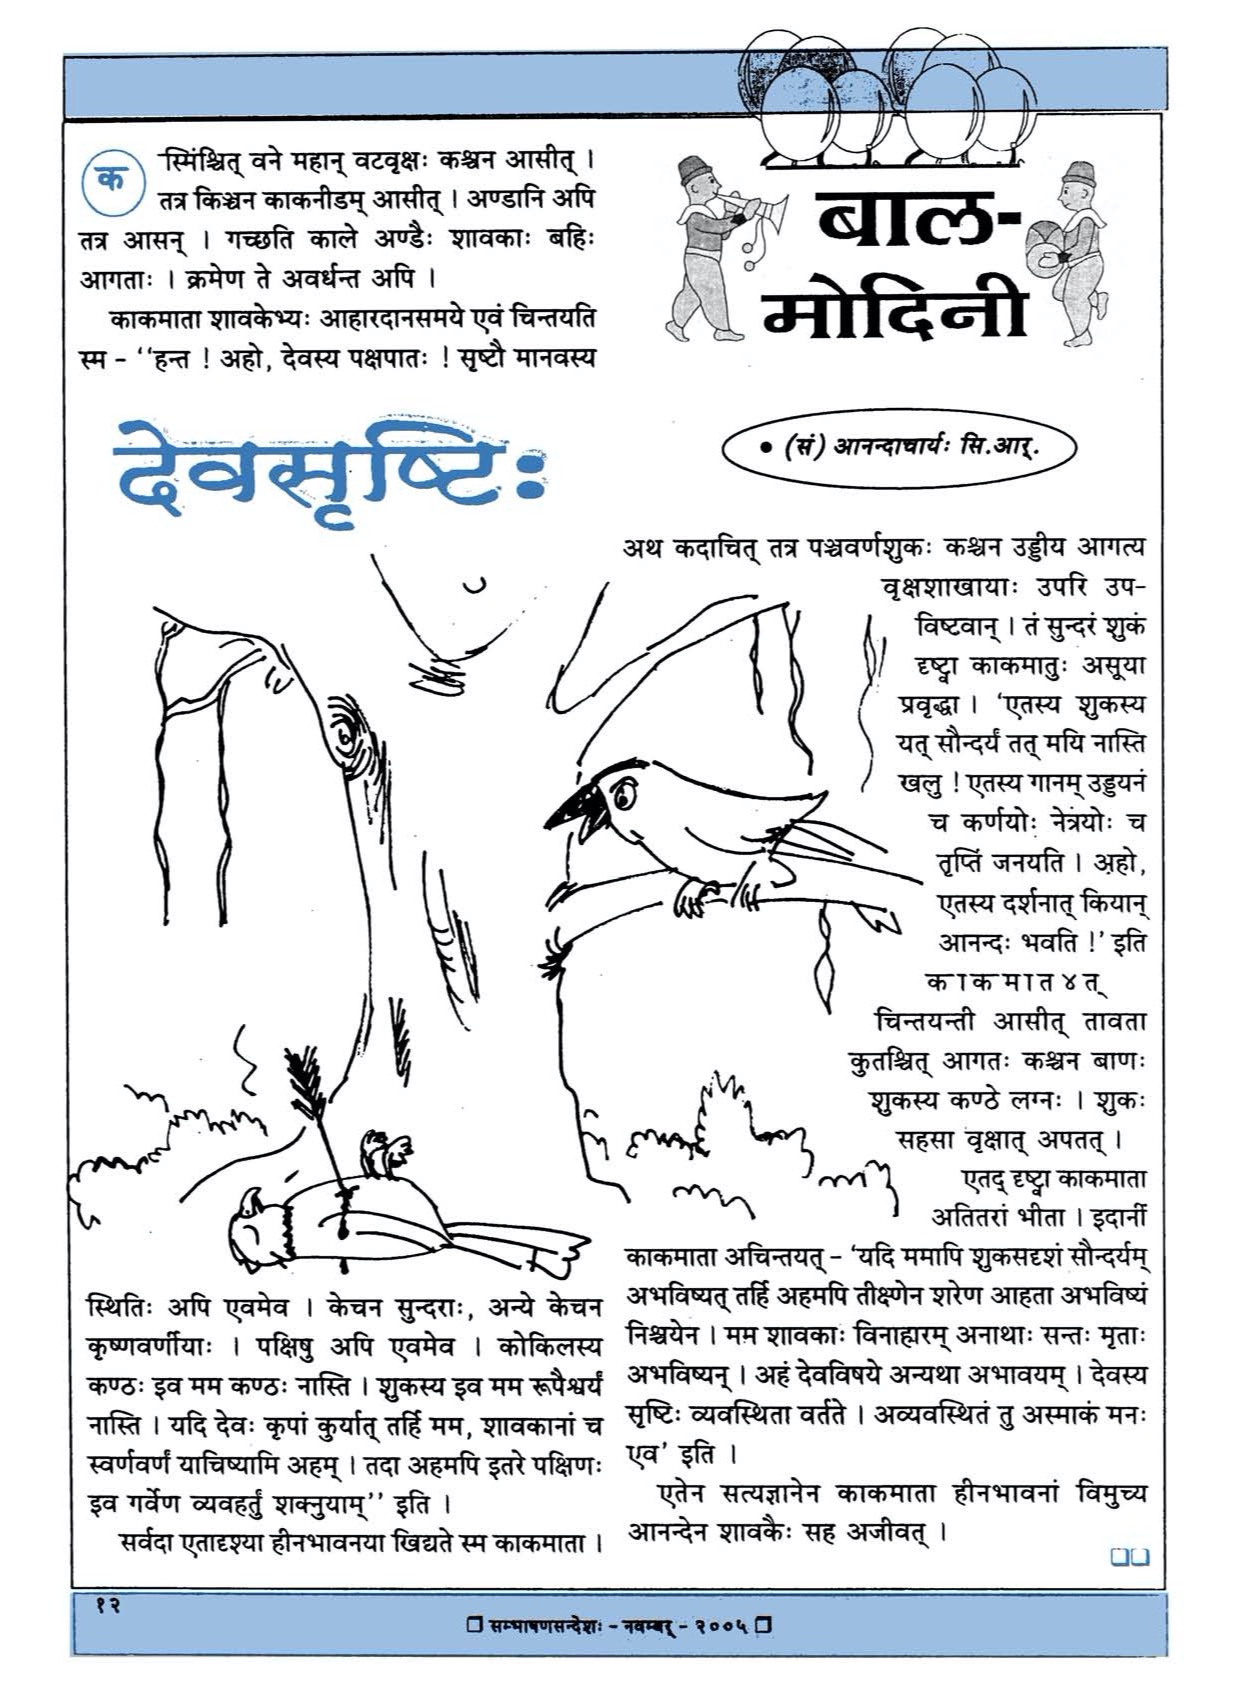 कस्मिंश्चित् वने महान् वटवृक्षः कश्चन आसीत् ।
तत्र किञ्चन काकनीडम् आसीत् । अण्डानि अपि
तत्र आसन् । गच्छति काले अण्डैः शावकाः बहिः
आगताः । क्रमेण ते अवर्धन्त अपि ।
काकमाता शावकेभ्यः आहारदानसमये एवं चिन्तयति
स्म - ‘‘हन्त ! अहो, देवस्य पक्षपातः ! सृष्टौ मानवस्य
बाल-
मोदिनी
देवसृष्टिः
• (सं) आनन्दाचार्यः सि.आर्.
स्थितिः अपि एवमेव । केचन सुन्दराः, अन्ये केचन
कृष्णवर्णीयाः । पक्षिषु अपि एवमेव । कोकिलस्य
कण्ठः इव मम कण्ठः नास्ति । शुकस्य इव मम रूपैश्वर्यं
नास्ति । यदि देवः कृपां कुर्यात् तर्हि मम, शावकानां च
स्वर्णवर्णं याचिष्यामि अहम् । तदा अहमपि इतरे पक्षिणः
इव गर्वेण व्यवहर्तुं शक्नुयाम्’’ इति ।
सर्वदा एतादृश्या हीनभावनया खिद्यते स्म काकमाता ।
अथ कदाचित् तत्र पञ्चवर्णशुकः कश्चन उड्डीय आगत्य
वृक्षशाखायाः उपरि उप-
विष्टवान् । तं सुन्दरं शुकं
दृष्ट्वा काकमातुः असूया
प्रवृद्धा । ‘एतस्य शुकस्य
यत् सौन्दर्यं तत् मयि नास्ति
खलु ! एतस्य गानम् उड्डयनं
च कर्णयोः नेत्रयोः च
तृप्तिं जनयति । अहो,
एतस्य दर्शनात् कियान्
आनन्दः भवति !’ इति
काकमात४त्
चिन्तयन्ती आसीत् तावता
कुतश्चित् आगतः कश्चन बाणः
शुकस्य कण्ठे लग्नः । शुकः
सहसा वृक्षात् अपतत् ।
एतद् दृष्ट्वा काकमाता
अतितरां भीता । इदानीं
काकमाता अचिन्तयत् - ‘यदि ममापि शुकसदृशं सौन्दर्यम्
अभविष्यत् तर्हि अहमपि तीक्ष्णेन शरेण आहता अभविष्यं
निश्चयेन । मम शावकाः विनाहारम् अनाथाः सन्तः मृताः
अभविष्यन् । अहं देवविषये अन्यथा अभावयम् । देवस्य
सृष्टिः व्यवस्थिता वर्तते । अव्यवस्थितं तु अस्माकं मनः
एव’ इति ।
एतेन सत्यज्ञानेन काकमाता हीनभावनां विमुच्य
आनन्देन शावकैः सह अजीवत् ।
१२
❒ सम्भाषणसन्देशः - नवम्बर् - २००५ ❒